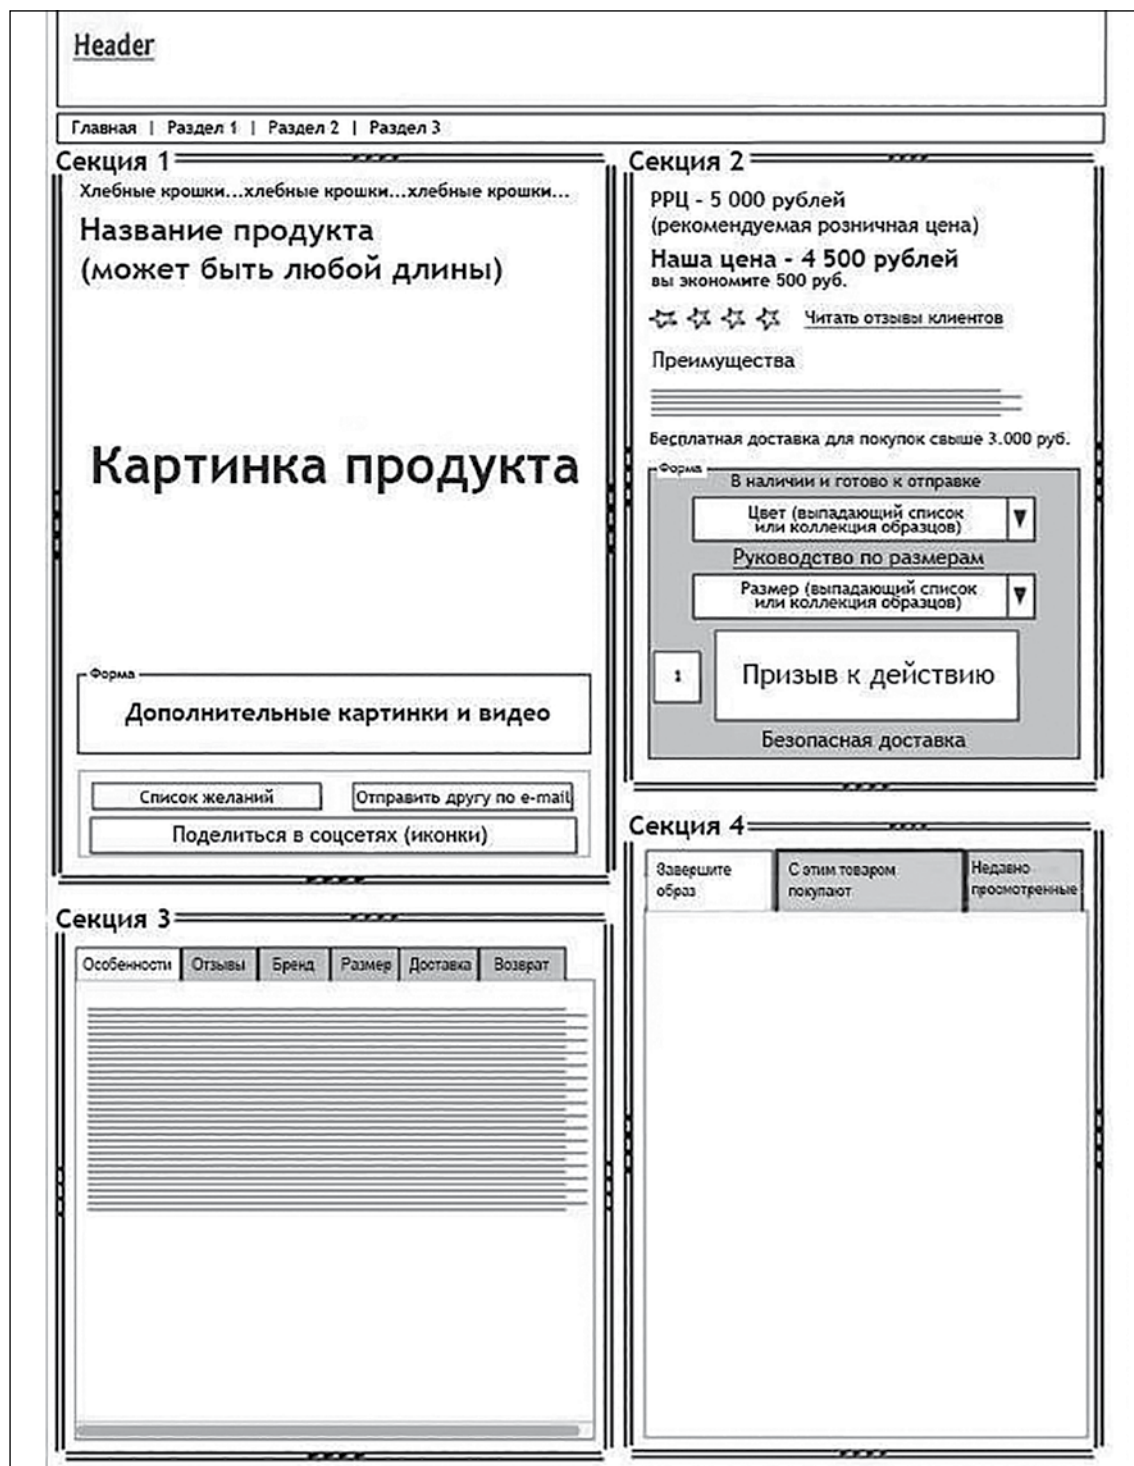 Header
Главная | Раздел 1 | Раздел 2 | Раздел 3
Секция 1
Хлебные крошки...хлебные крошки...хлебные крошки...
Название продукта
(может быть любой длины)
Картинка продукта
Форма
Дополнительные картинки и видео
Список желаний
Отправить другу по e-mail
Поделиться в соцсетях (иконки)
Секция 2
РРЦ - 5 000 рублей
(рекомендуемая розничная цена)
Наша цена - 4 500 рублей
вы экономите 500 руб.
Читать отзывы клиентов
Преимущества
Бесплатная доставка для покупок свыше 3.000 руб.
Форма
В наличии и готово к отправке
Цвет (выпадающий список
или коллекция образцов)
Руководство по размерам
Размер (выпадающий список
или коллекция образцов)
1
Призыв к действию
Безопасная доставка
Секция 3
Особенности
Отзывы
Бренд
Размер
Доставка
Возврат
Секция 4
Завершите
образ
С этим товаром
покупают
Недавно
просмотренные